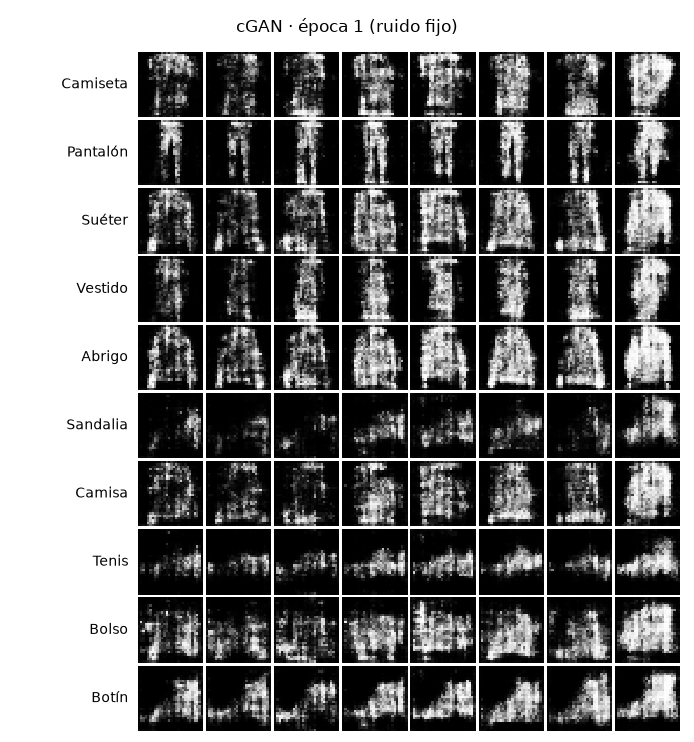 cGAN · época 1 (ruido fijo)
Camiseta
Pantalón
Suéter
Vestido
Abrigo
Sandalia
Camisa
Tenis
Bolso
Botín